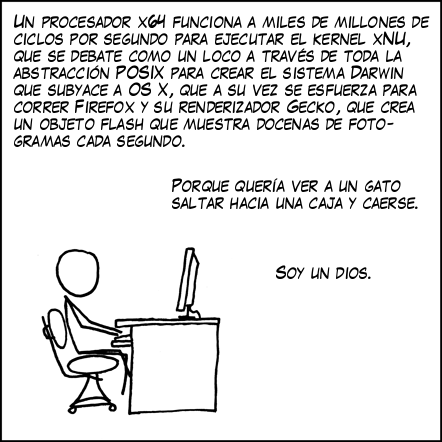 Un procesador x64 funciona a miles de millones de
ciclos por segundo para ejecutar el kernel XNU,
que se debate como un loco a través de toda la
abstracción POSIX para crear el sistema Darwin
que subyace a OS X, que a su vez se esfuerza para
correr Firefox y su renderizador Gecko, que crea
un objeto flash que muestra docenas de foto-
gramas cada segundo.
Porque quería ver a un gato
saltar hacia una caja y caerse.
Soy un dios.